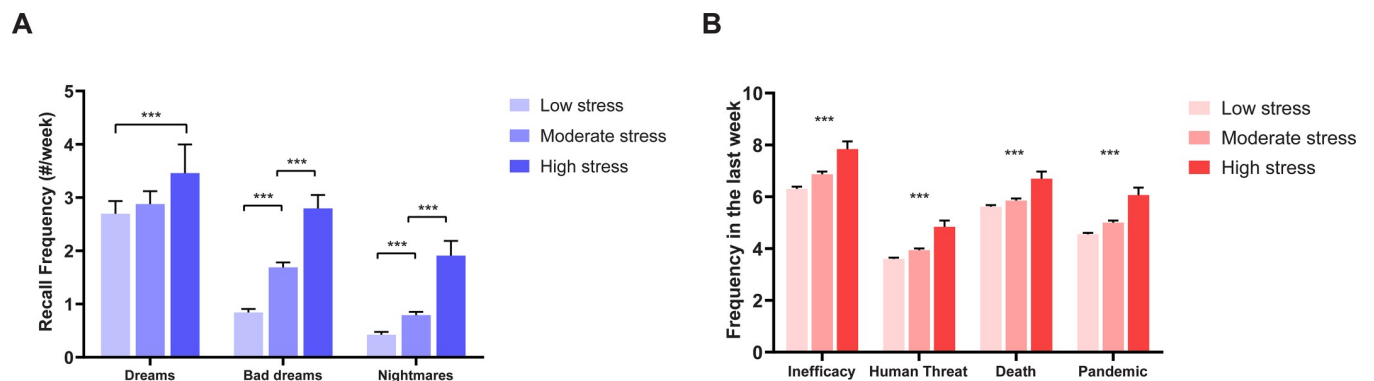 A
Recall Frequency (#/week)
5
4
3
2
1
0
***
***
***
***
***
Dreams
Bad dreams
Nightmares
Low stress
Moderate stress
High stress
B
Frequency in the last week
10
8
6
4
2
0
***
***
***
***
Inefficacy
Human Threat
Death
Pandemic
Low stress
Moderate stress
High stress